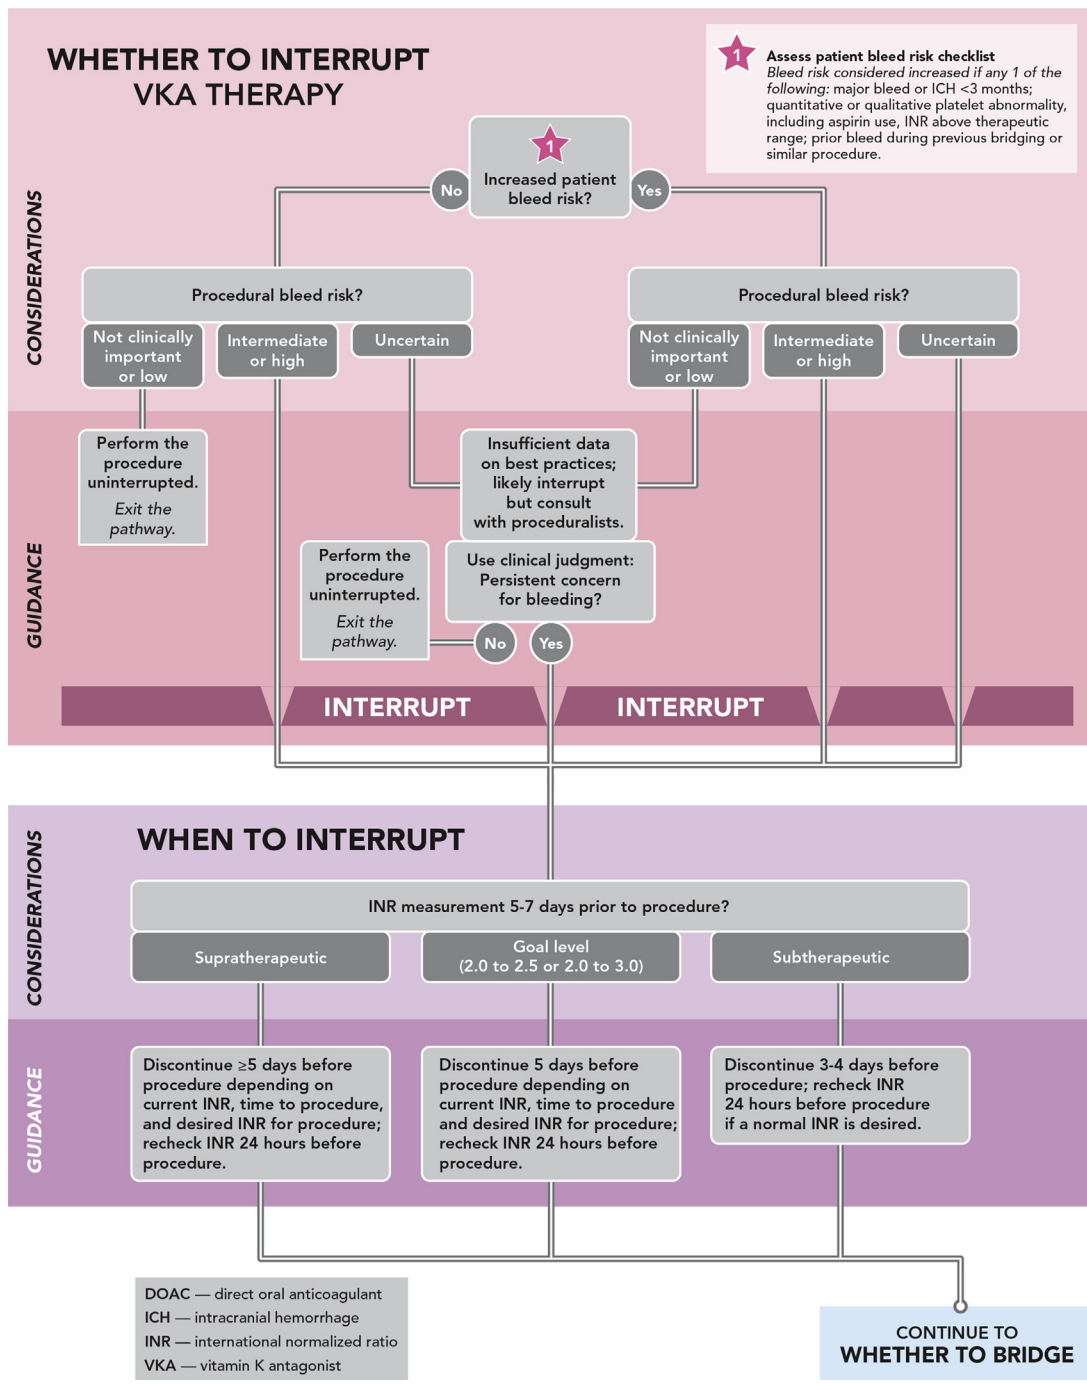 WHETHER TO INTERRUPT
VKA THERAPY
1
Assess patient bleed risk checklist
Bleed risk considered increased if any 1 of the
following: major bleed or ICH <3 months;
quantitative or qualitative platelet abnormality,
including aspirin use, INR above therapeutic
range; prior bleed during previous bridging or
similar procedure.
CONSIDERATIONS
1
Increased patient
bleed risk?
No
Yes
Procedural bleed risk?
Not clinically
important
or low
Intermediate
or high
Uncertain
Procedural bleed risk?
Not clinically
important
or low
Intermediate
or high
Uncertain
GUIDANCE
Perform the
procedure
uninterrupted.
Exit the
pathway.
Insufficient data
on best practices;
likely interrupt
but consult
with proceduralists.
Use clinical judgment:
Persistent concern
for bleeding?
Perform the
procedure
uninterrupted.
Exit the
pathway.
No
Yes
INTERRUPT
INTERRUPT
WHEN TO INTERRUPT
CONSIDERATIONS
INR measurement 5-7 days prior to procedure?
Supratherapeutic
Goal level
(2.0 to 2.5 or 2.0 to 3.0)
Subtherapeutic
GUIDANCE
Discontinue ≥5 days before
procedure depending on
current INR, time to procedure,
and desired INR for procedure;
recheck INR 24 hours before
procedure.
Discontinue 5 days before
procedure depending on
current INR, time to procedure
and desired INR for procedure;
recheck INR 24 hours before
procedure.
Discontinue 3-4 days before
procedure; recheck INR
24 hours before procedure
if a normal INR is desired.
DOAC — direct oral anticoagulant
ICH — intracranial hemorrhage
INR — international normalized ratio
VKA — vitamin K antagonist
CONTINUE TO
WHETHER TO BRIDGE